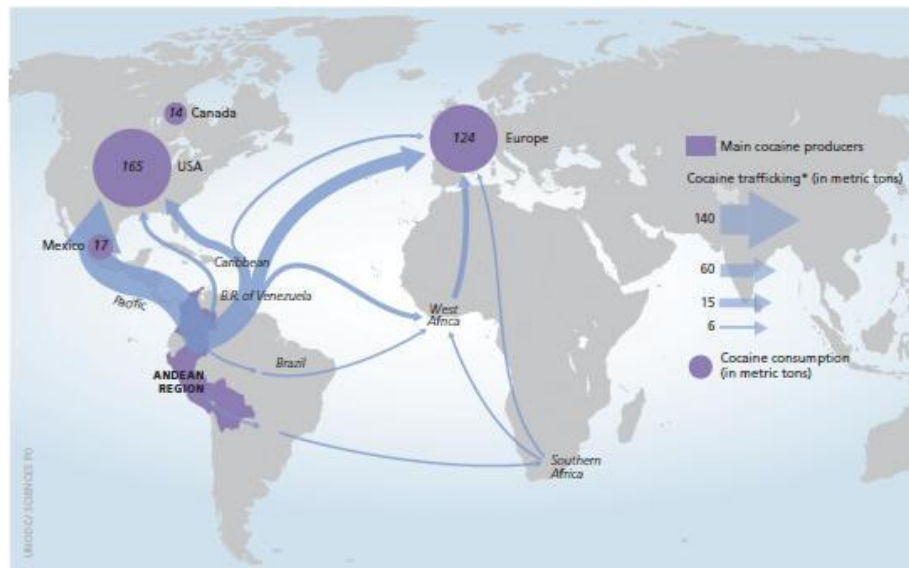 14 Canada
165 USA
124 Europe
Main cocaine producers
Cocaine trafficking* (in metric tons)
140
60
15
6
Mexico 17
Caribbean
Pacific
B.R. of Venezuela
West
Africa
Brazil
ANDEAN
REGION
Cocaine consumption
(in metric tons)
Southern
Africa
UNODC/ SCIENCES PO